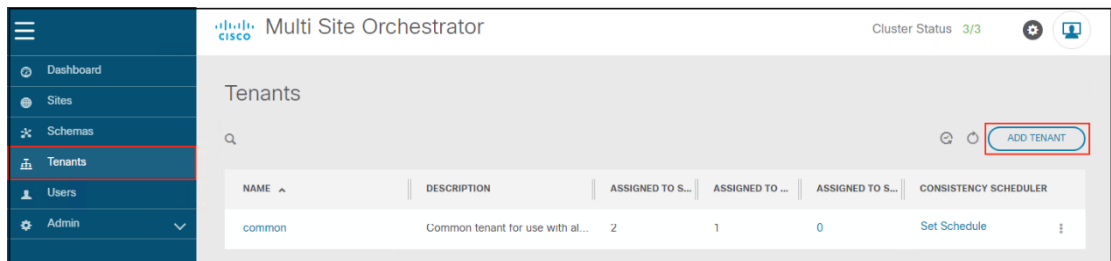 CISCO Multi Site Orchestrator Cluster Status 3/3
Dashboard
Sites
Schemas
Tenants
Users
Admin
Tenants
ADD TENANT
NAME DESCRIPTION ASSIGNED TO S... ASSIGNED TO ... ASSIGNED TO S... CONSISTENCY SCHEDULER
common Common tenant for use with al... 2 1 0 Set Schedule